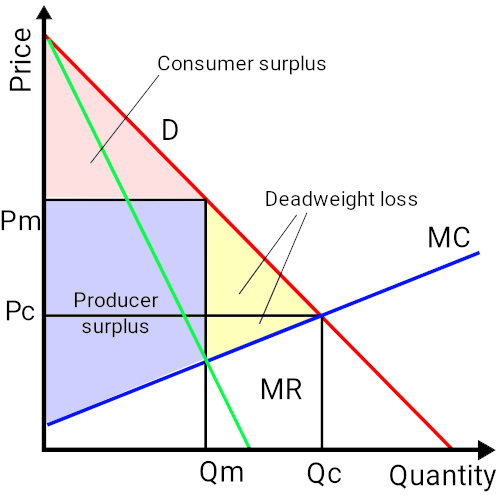 Price
Consumer surplus
D
Deadweight loss
Pm
MC
Pc
Producer
surplus
MR
Qm
Qc
Quantity